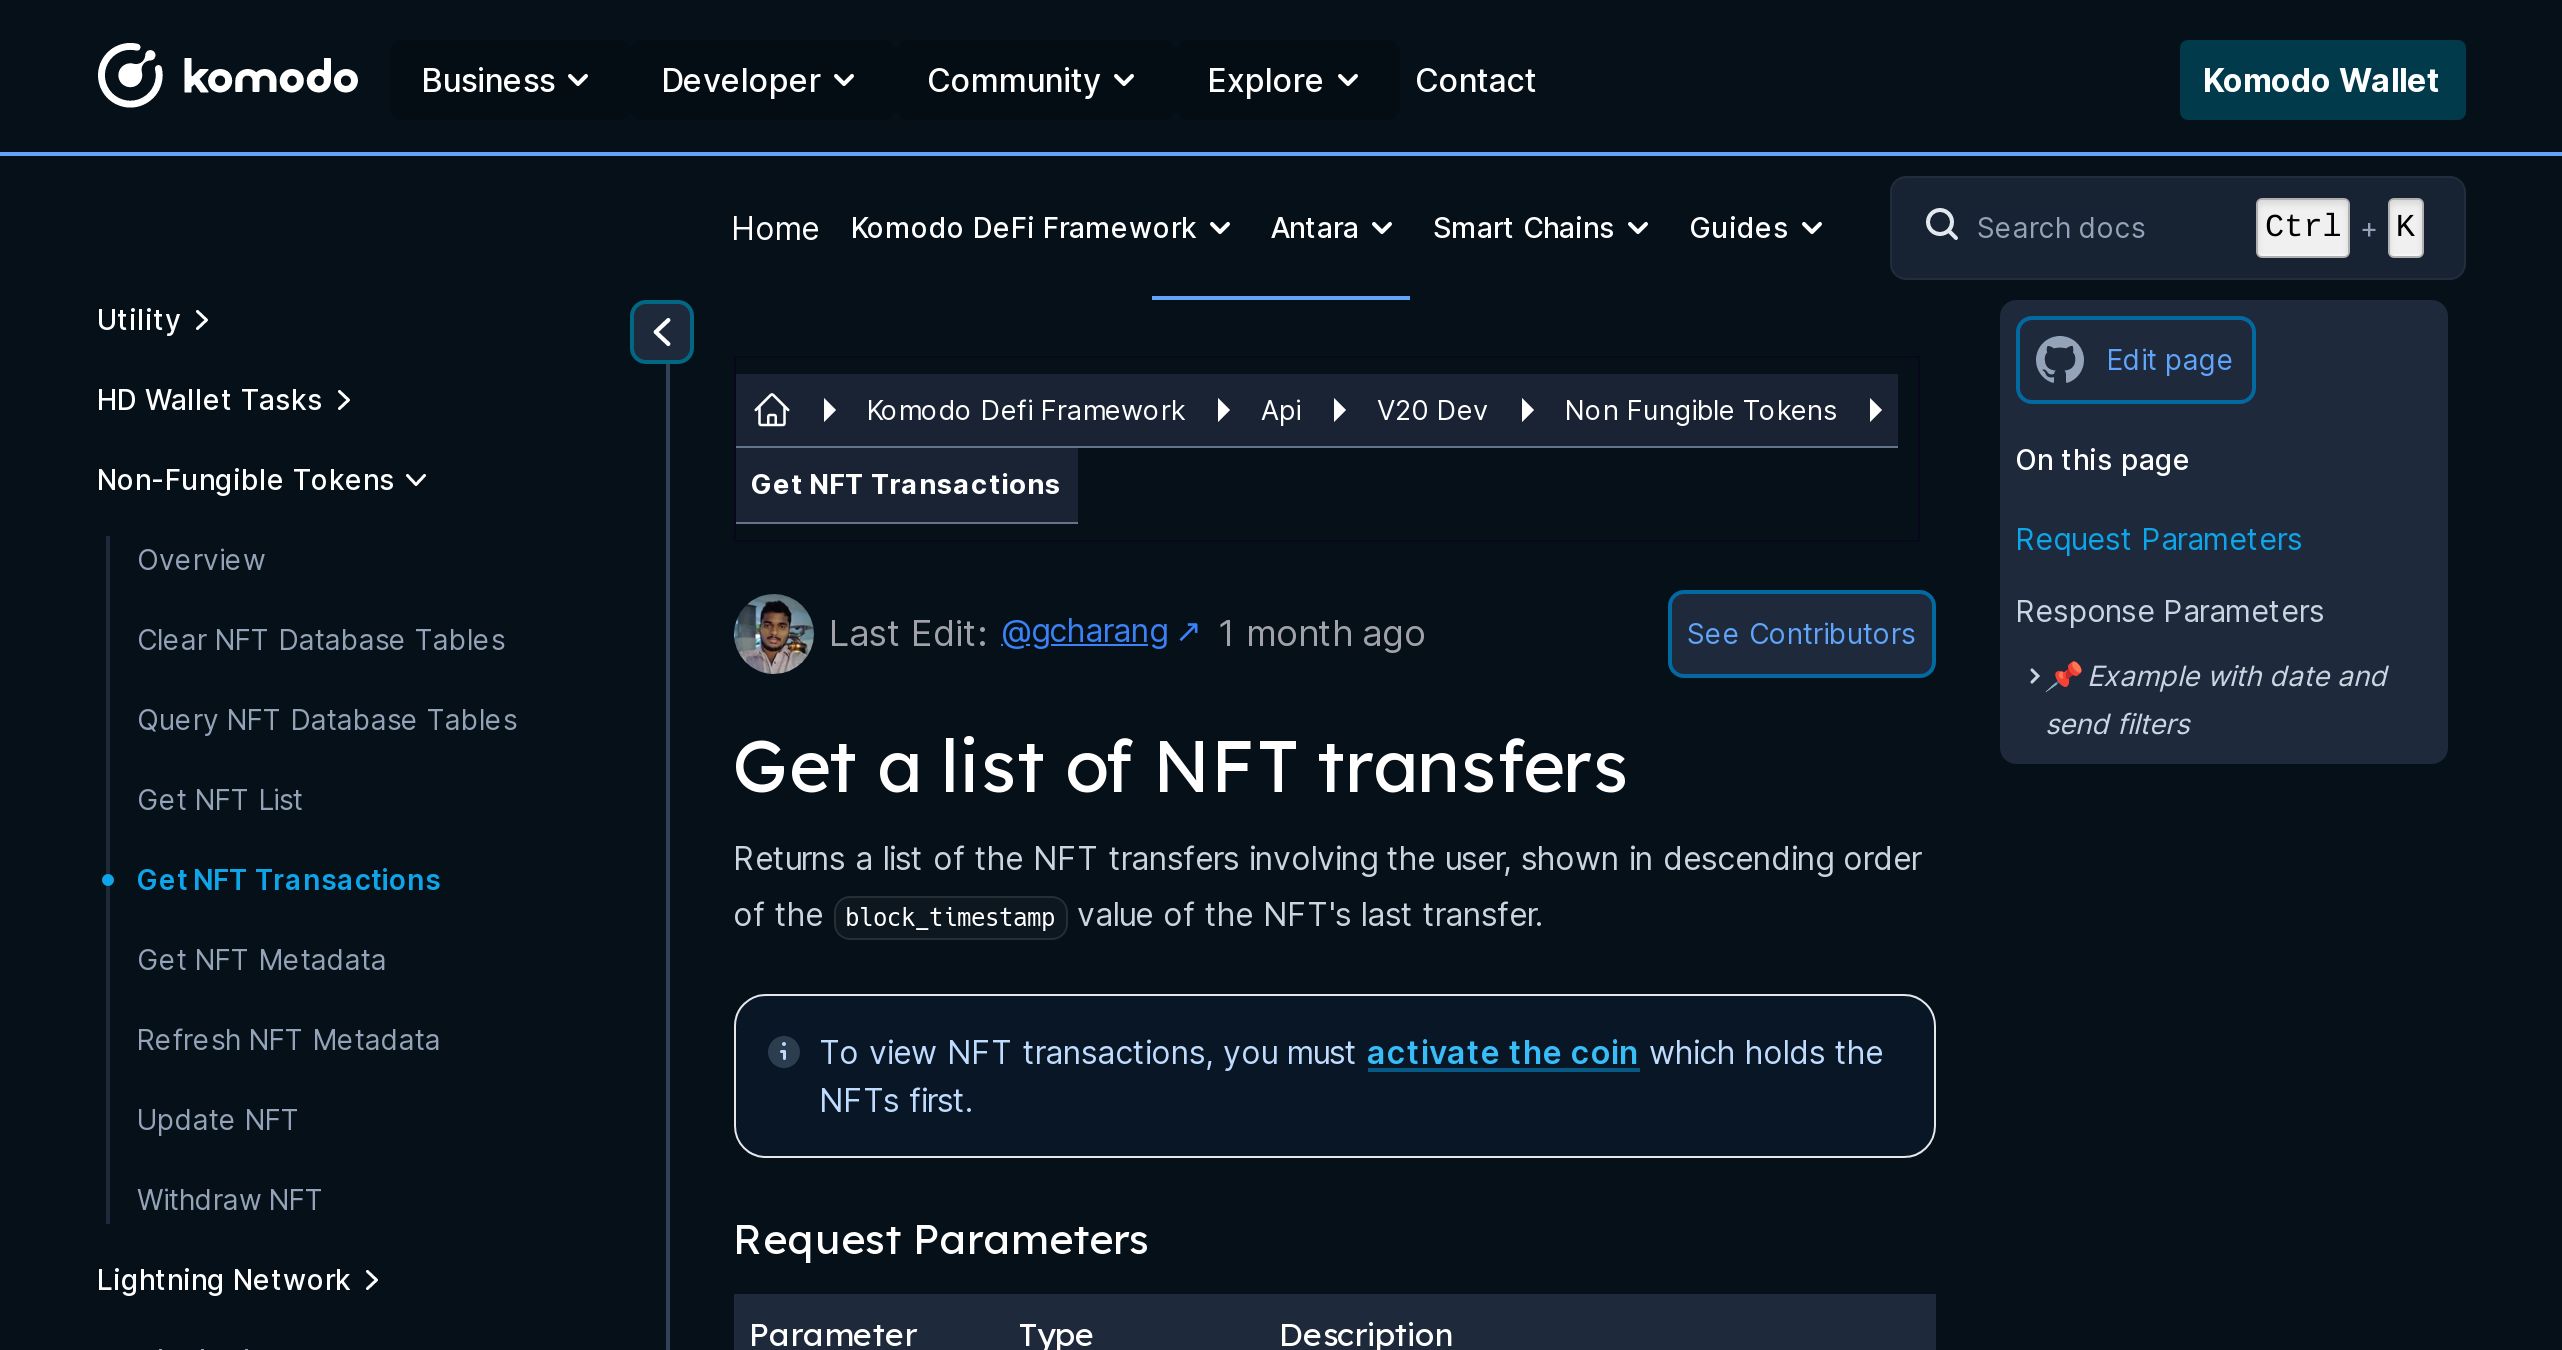 komodo
Business
Developer
Community
Explore
Contact
Komodo Wallet
Home
Komodo DeFi Framework
Antara
Smart Chains
Guides
Search docs
Ctrl + K
Utility
HD Wallet Tasks
Non-Fungible Tokens
Overview
Clear NFT Database Tables
Query NFT Database Tables
Get NFT List
Get NFT Transactions
Get NFT Metadata
Refresh NFT Metadata
Update NFT
Withdraw NFT
Lightning Network
Komodo Defi Framework
Api
V20 Dev
Non Fungible Tokens
Get NFT Transactions
Last Edit: @gcharang ↗ 1 month ago
See Contributors
Get a list of NFT transfers
Returns a list of the NFT transfers involving the user, shown in descending order
of the block_timestamp value of the NFT's last transfer.
To view NFT transactions, you must activate the coin which holds the
NFTs first.
Request Parameters
Parameter
Type
Description
Edit page
On this page
Request Parameters
Response Parameters
📌 Example with date and
send filters